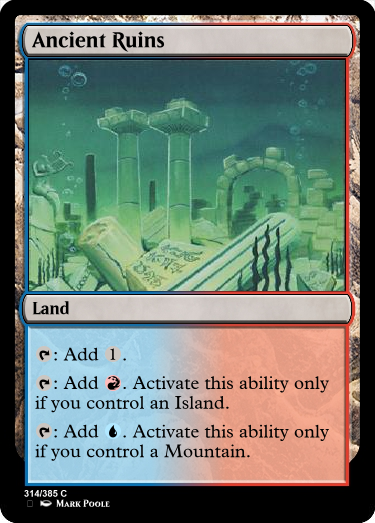 Ancient Ruins
Land
: Add 1.
: Add . Activate this ability only
if you control an Island.
: Add . Activate this ability only
if you control a Mountain.
314/385 C
Mark Poole